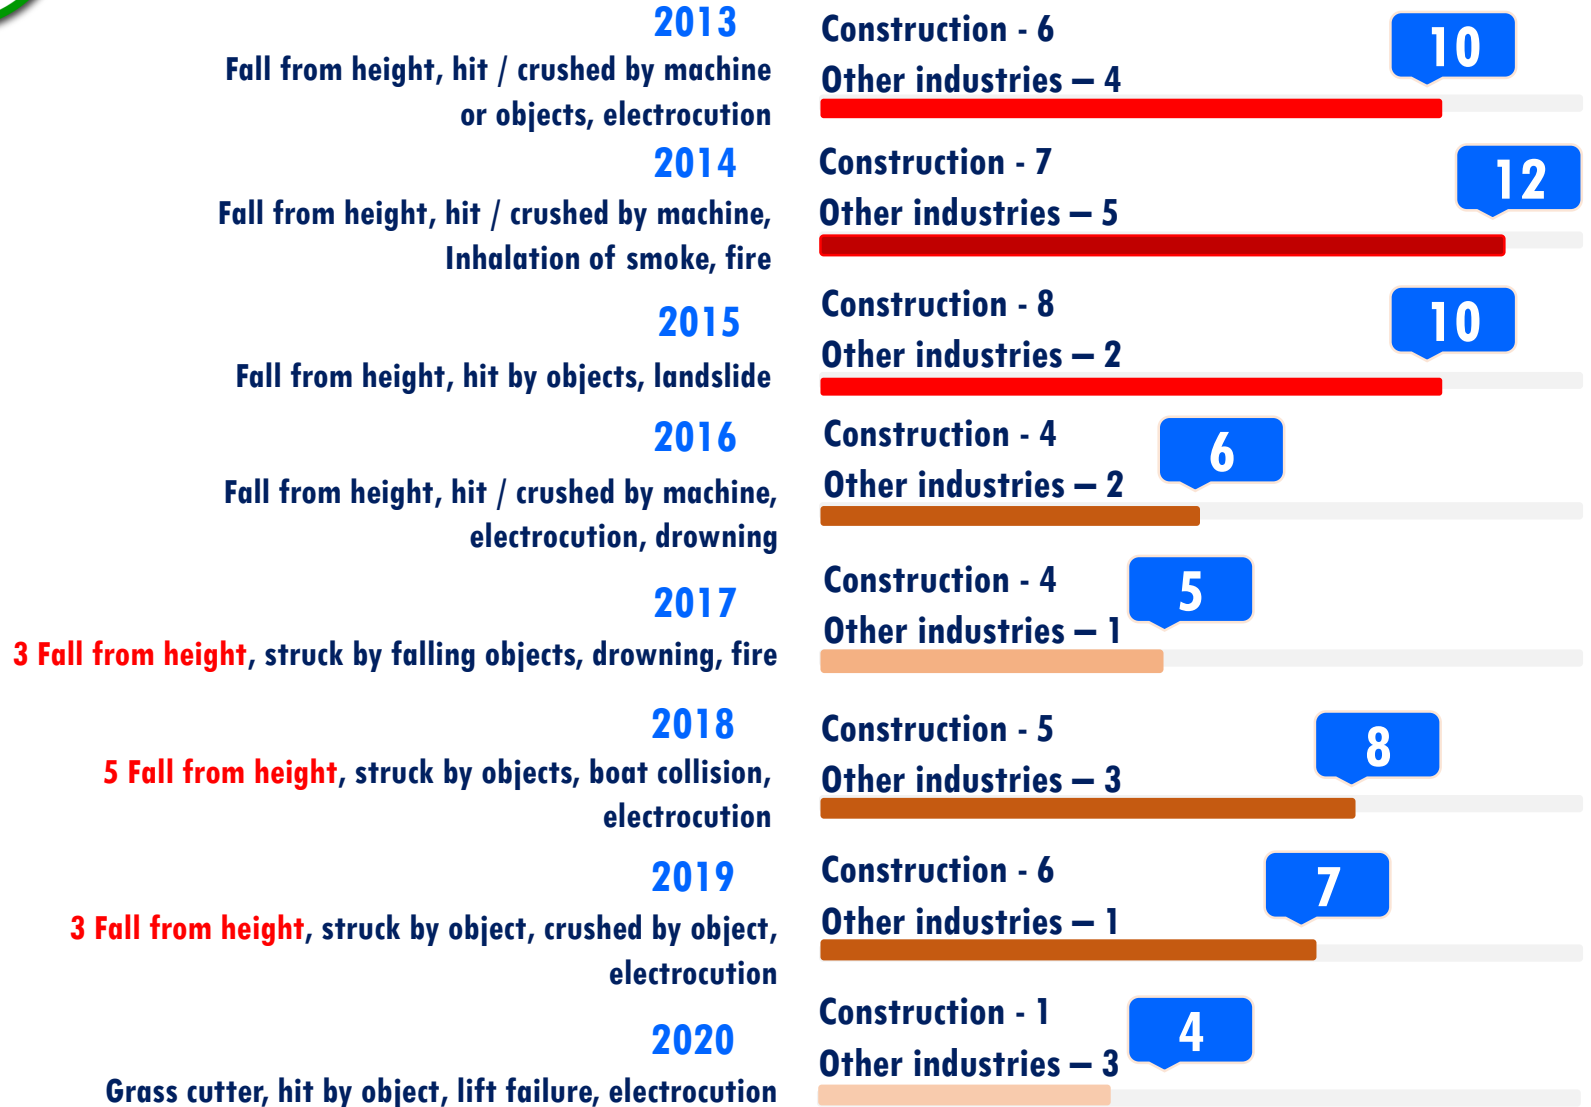 2013
Fall from height, hit / crushed by machine
or objects, electrocution
Construction - 6
Other industries – 4
10
2014
Fall from height, hit / crushed by machine,
Inhalation of smoke, fire
Construction - 7
Other industries – 5
12
2015
Fall from height, hit by objects, landslide
Construction - 8
Other industries – 2
10
2016
Fall from height, hit / crushed by machine,
electrocution, drowning
Construction - 4
Other industries – 2
6
2017
3 Fall from height, struck by falling objects, drowning, fire
Construction - 4
Other industries – 1
5
2018
5 Fall from height, struck by objects, boat collision,
electrocution
Construction - 5
Other industries – 3
8
2019
3 Fall from height, struck by object, crushed by object,
electrocution
Construction - 6
Other industries – 1
7
2020
Grass cutter, hit by object, lift failure, electrocution
Construction - 1
Other industries – 3
4